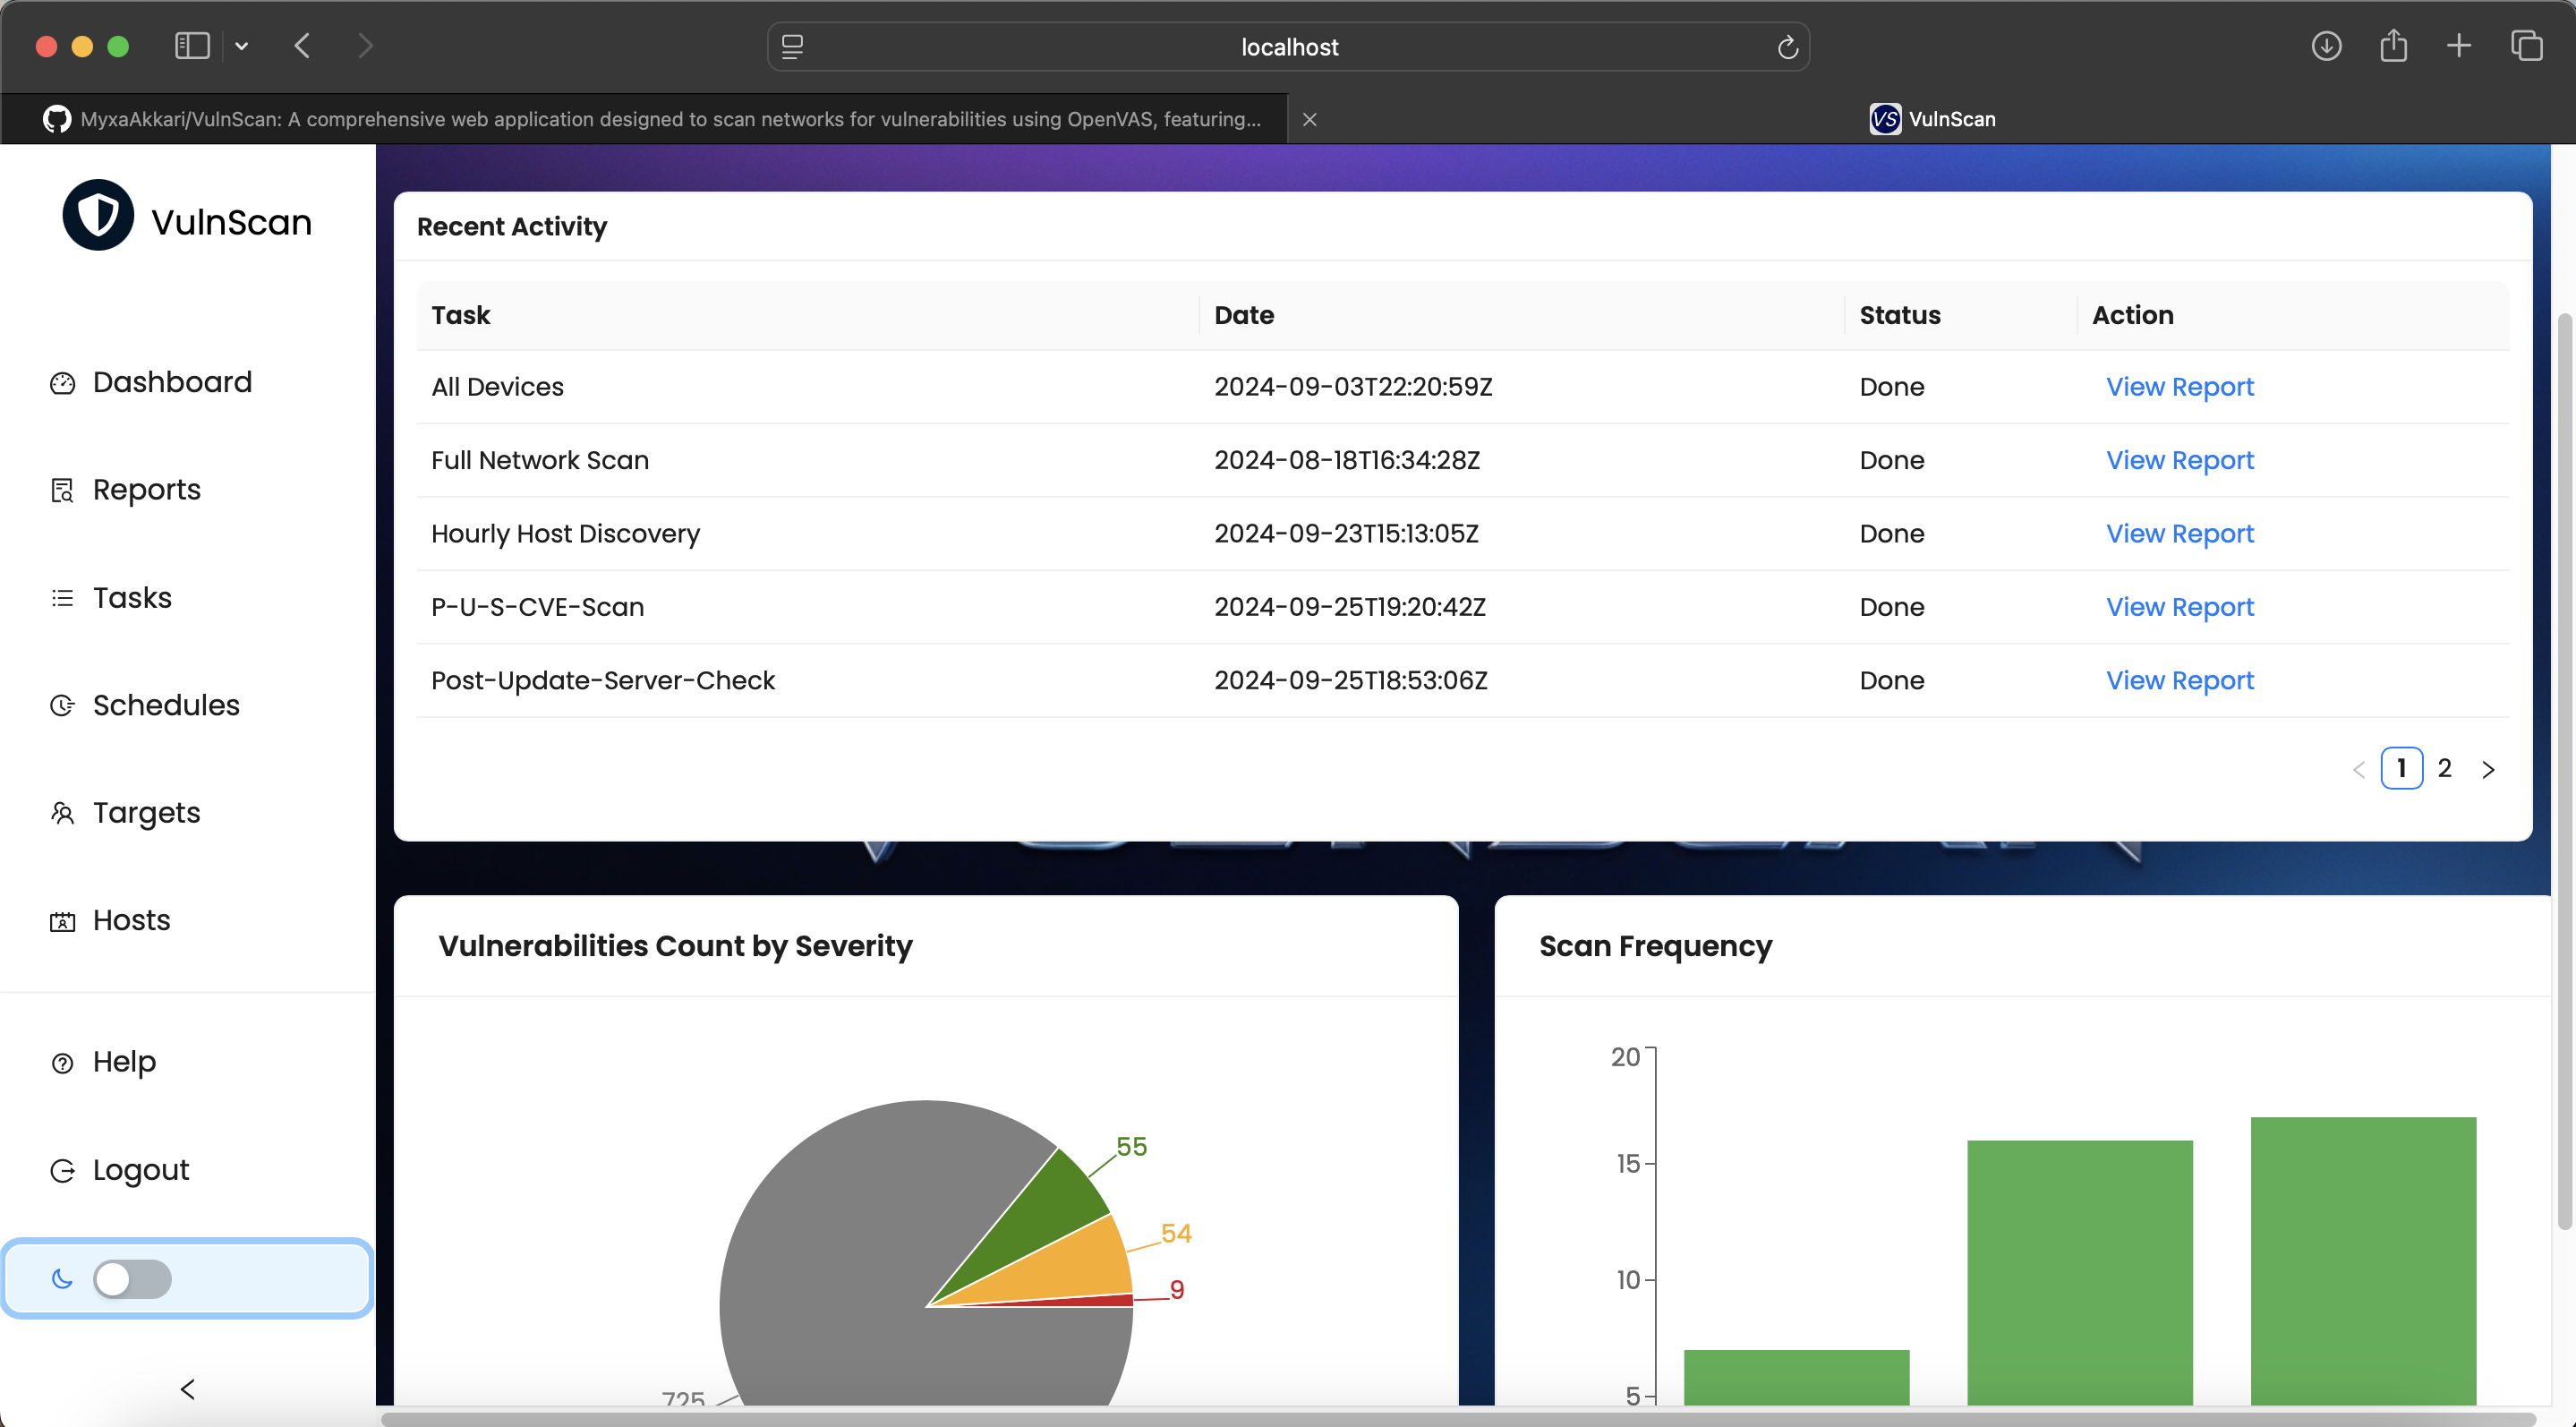 localhost
MyxaAkkari/VulnScan: A comprehensive web application designed to scan networks for vulnerabilities using OpenVAS, featuring...
VS VulnScan
VulnScan
Dashboard
Reports
Tasks
Schedules
Targets
Hosts
Help
Logout
Recent Activity
Task Date Status Action
All Devices 2024-09-03T22:20:59Z Done View Report
Full Network Scan 2024-08-18T16:34:28Z Done View Report
Hourly Host Discovery 2024-09-23T15:13:05Z Done View Report
P-U-S-CVE-Scan 2024-09-25T19:20:42Z Done View Report
Post-Update-Server-Check 2024-09-25T18:53:06Z Done View Report
1 2
Vulnerabilities Count by Severity
55
54
9
725
Scan Frequency
20
15
10
5